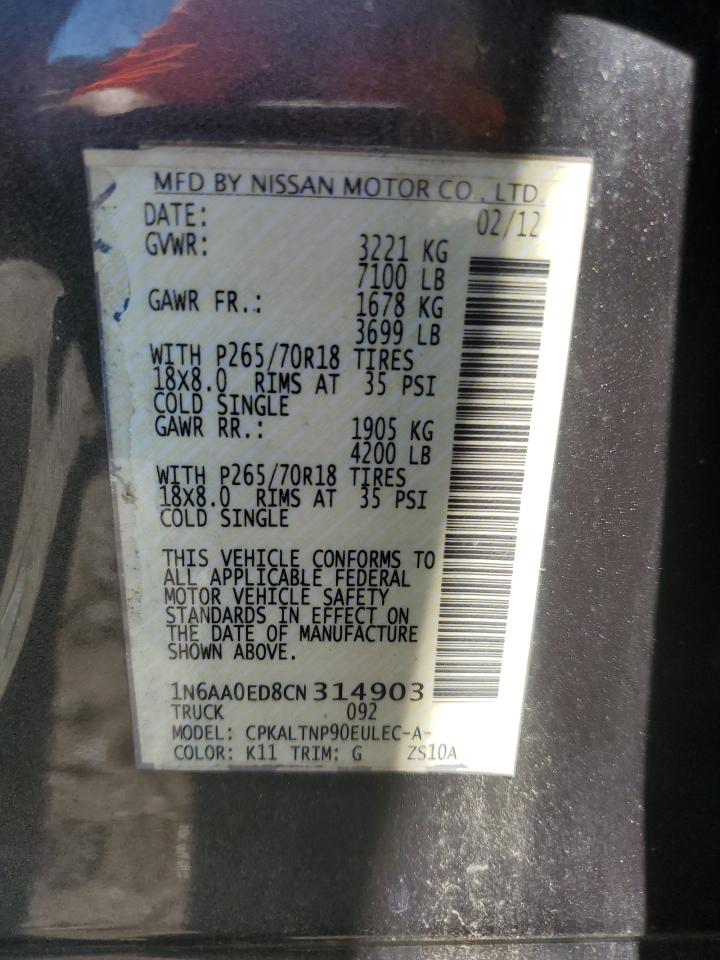 MFD BY NISSAN MOTOR CO., LTD.
DATE: 02/12
GVWR: 3221 KG
7100 LB
GAWR FR.: 1678 KG
3699 LB
WITH P265/70R18 TIRES
18X8.0 RIMS AT 35 PSI
COLD SINGLE
GAWR RR.: 1905 KG
4200 LB
WITH P265/70R18 TIRES
18X8.0 RIMS AT 35 PSI
COLD SINGLE
THIS VEHICLE CONFORMS TO
ALL APPLICABLE FEDERAL
MOTOR VEHICLE SAFETY
STANDARDS IN EFFECT ON
THE DATE OF MANUFACTURE
SHOWN ABOVE.
1N6AA0ED8CN314903
TRUCK 092
MODEL: CPKALTNP90EULEC-A-
COLOR: K11 TRIM: G ZS10A